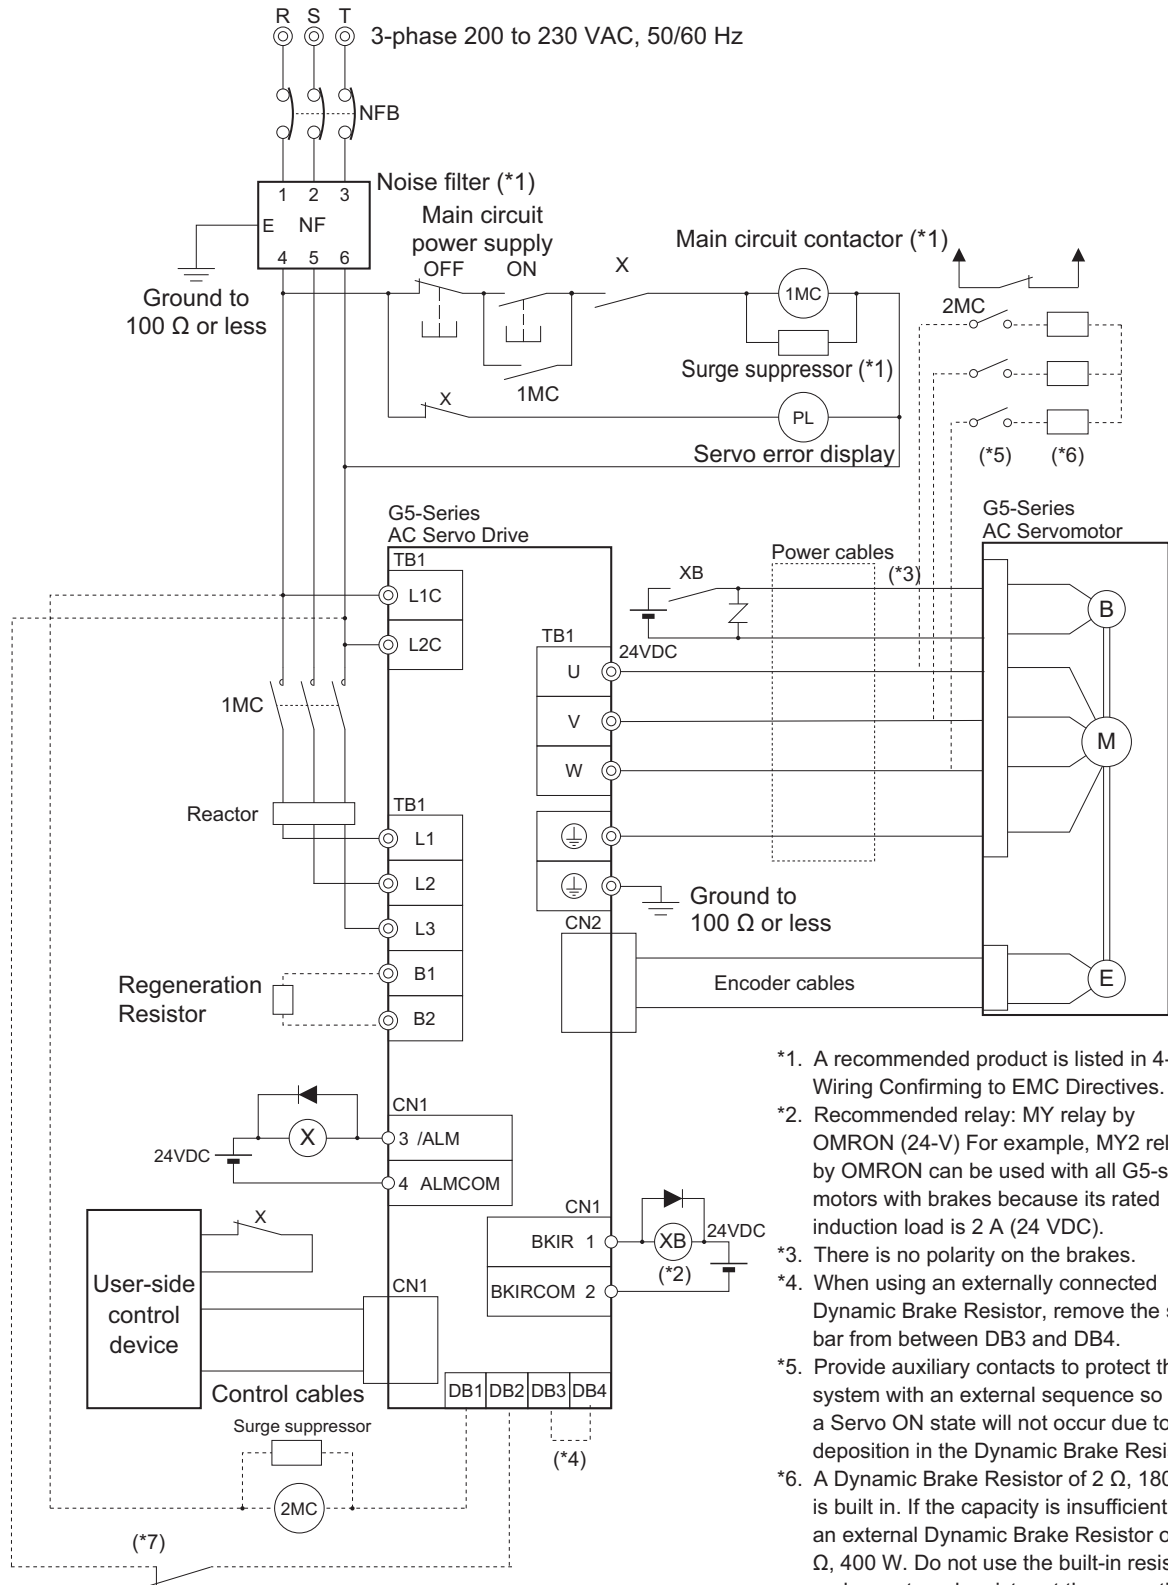 R S T
3-phase 200 to 230 VAC, 50/60 Hz
NFB
Noise filter (*1)
1 2 3
E NF
4 5 6
Ground to
100 Ω or less
Main circuit
power supply
OFF ON X
Main circuit contactor (*1)
1MC
1MC
Surge suppressor (*1)
X
PL
Servo error display
2MC
(*5) (*6)
G5-Series
AC Servo Drive
G5-Series
AC Servomotor
TB1
L1C
L2C
XB
24VDC
Power cables
(*3)
B
TB1
U
V
W
M
1MC
Reactor
TB1
L1
L2
L3
B1
B2
Regeneration
Resistor
Ground to
100 Ω or less
CN2
Encoder cables
E
CN1
X
3 /ALM
24VDC
4 ALMCOM
CN1
BKIR 1
XB
24VDC
(*2)
BKIRCOM 2
X
User-side
control
device
CN1
Control cables
DB1 DB2 DB3 DB4
(*4)
Surge suppressor
2MC
(*7)
*1. A recommended product is listed in 4-
Wiring Confirming to EMC Directives.
*2. Recommended relay: MY relay by
OMRON (24-V) For example, MY2
by OMRON can be used with all
motors with brakes because its rated
induction load is 2 A (24 VDC).
*3. There is no polarity on the brakes.
*4. When using an externally connected
Dynamic Brake Resistor, remove the
bar from between DB3 and DB4.
*5. Provide auxiliary contacts to protect
system with an external sequence so
a Servo ON state will not occur due to
deposition in the Dynamic Brake
*6. A Dynamic Brake Resistor of 2 Ω, 180
is built in. If the capacity is insufficient
an external Dynamic Brake Resistor
Ω, 400 W. Do not use the built-in